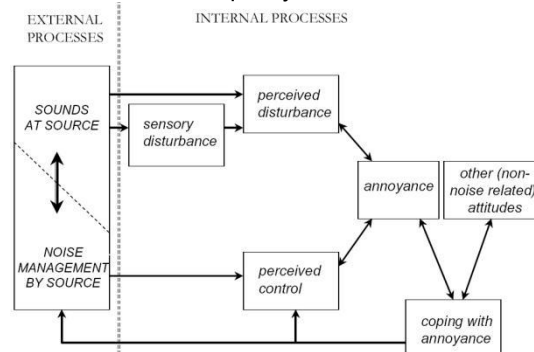 EXTERNAL
PROCESSES
INTERNAL PROCESSES
SOUNDS
AT SOURCE
sensory
disturbance
perceived
disturbance
annoyance
other (non-
noise related)
attitudes
NOISE
MANAGEMENT
BY SOURCE
perceived
control
coping with
annoyance